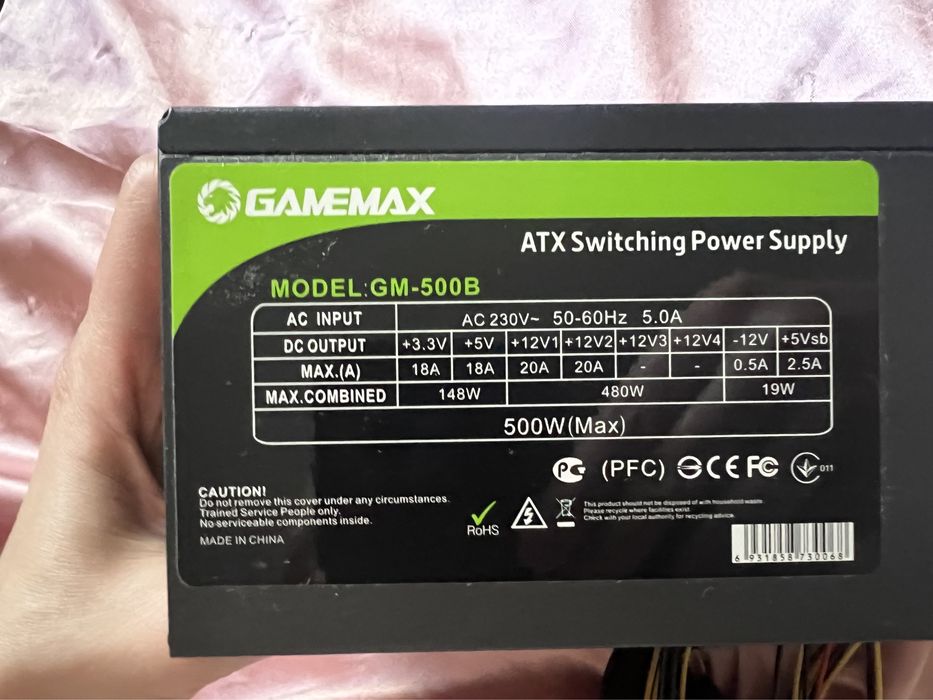 GAMEMAX
ATX Switching Power Supply
MODEL:GM-500B
AC INPUT AC 230V~ 50-60Hz 5.0A
DC OUTPUT +3.3V +5V +12V1 +12V2 +12V3 +12V4 -12V +5Vsb
MAX.(A) 18A 18A 20A 20A - - 0.5A 2.5A
MAX.COMBINED 148W 480W 19W
500W(Max)
(PFC) CE FC 011
CAUTION!
Do not remove this cover under any circumstances.
Trained Service People only.
No serviceable components inside.
MADE IN CHINA
RoHS
This product should not be disposed of with household waste.
Please recycle where facilities exist.
Check with your local authority for recycling advice.
6 931858 730068